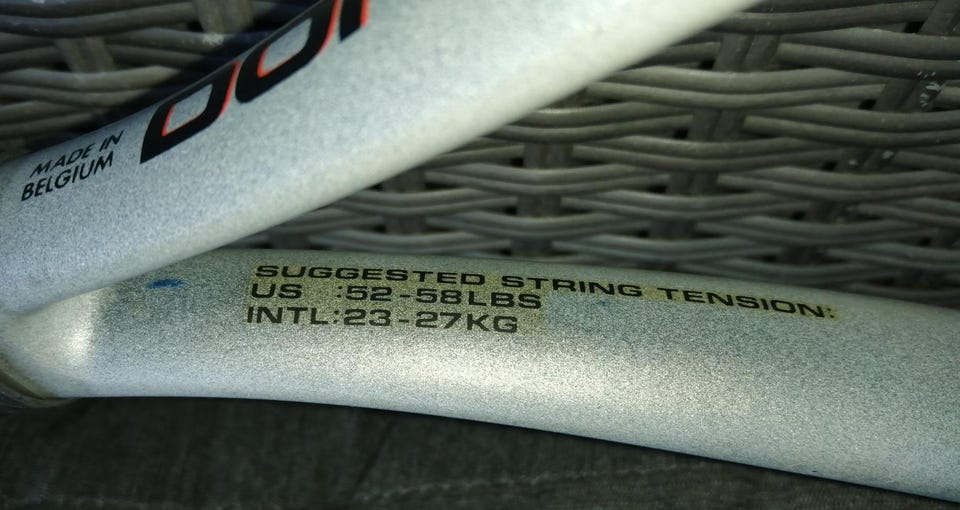 MADE IN
BELGIUM
SUGGESTED STRING TENSION:
US :52-58LBS
INTL:23-27KG